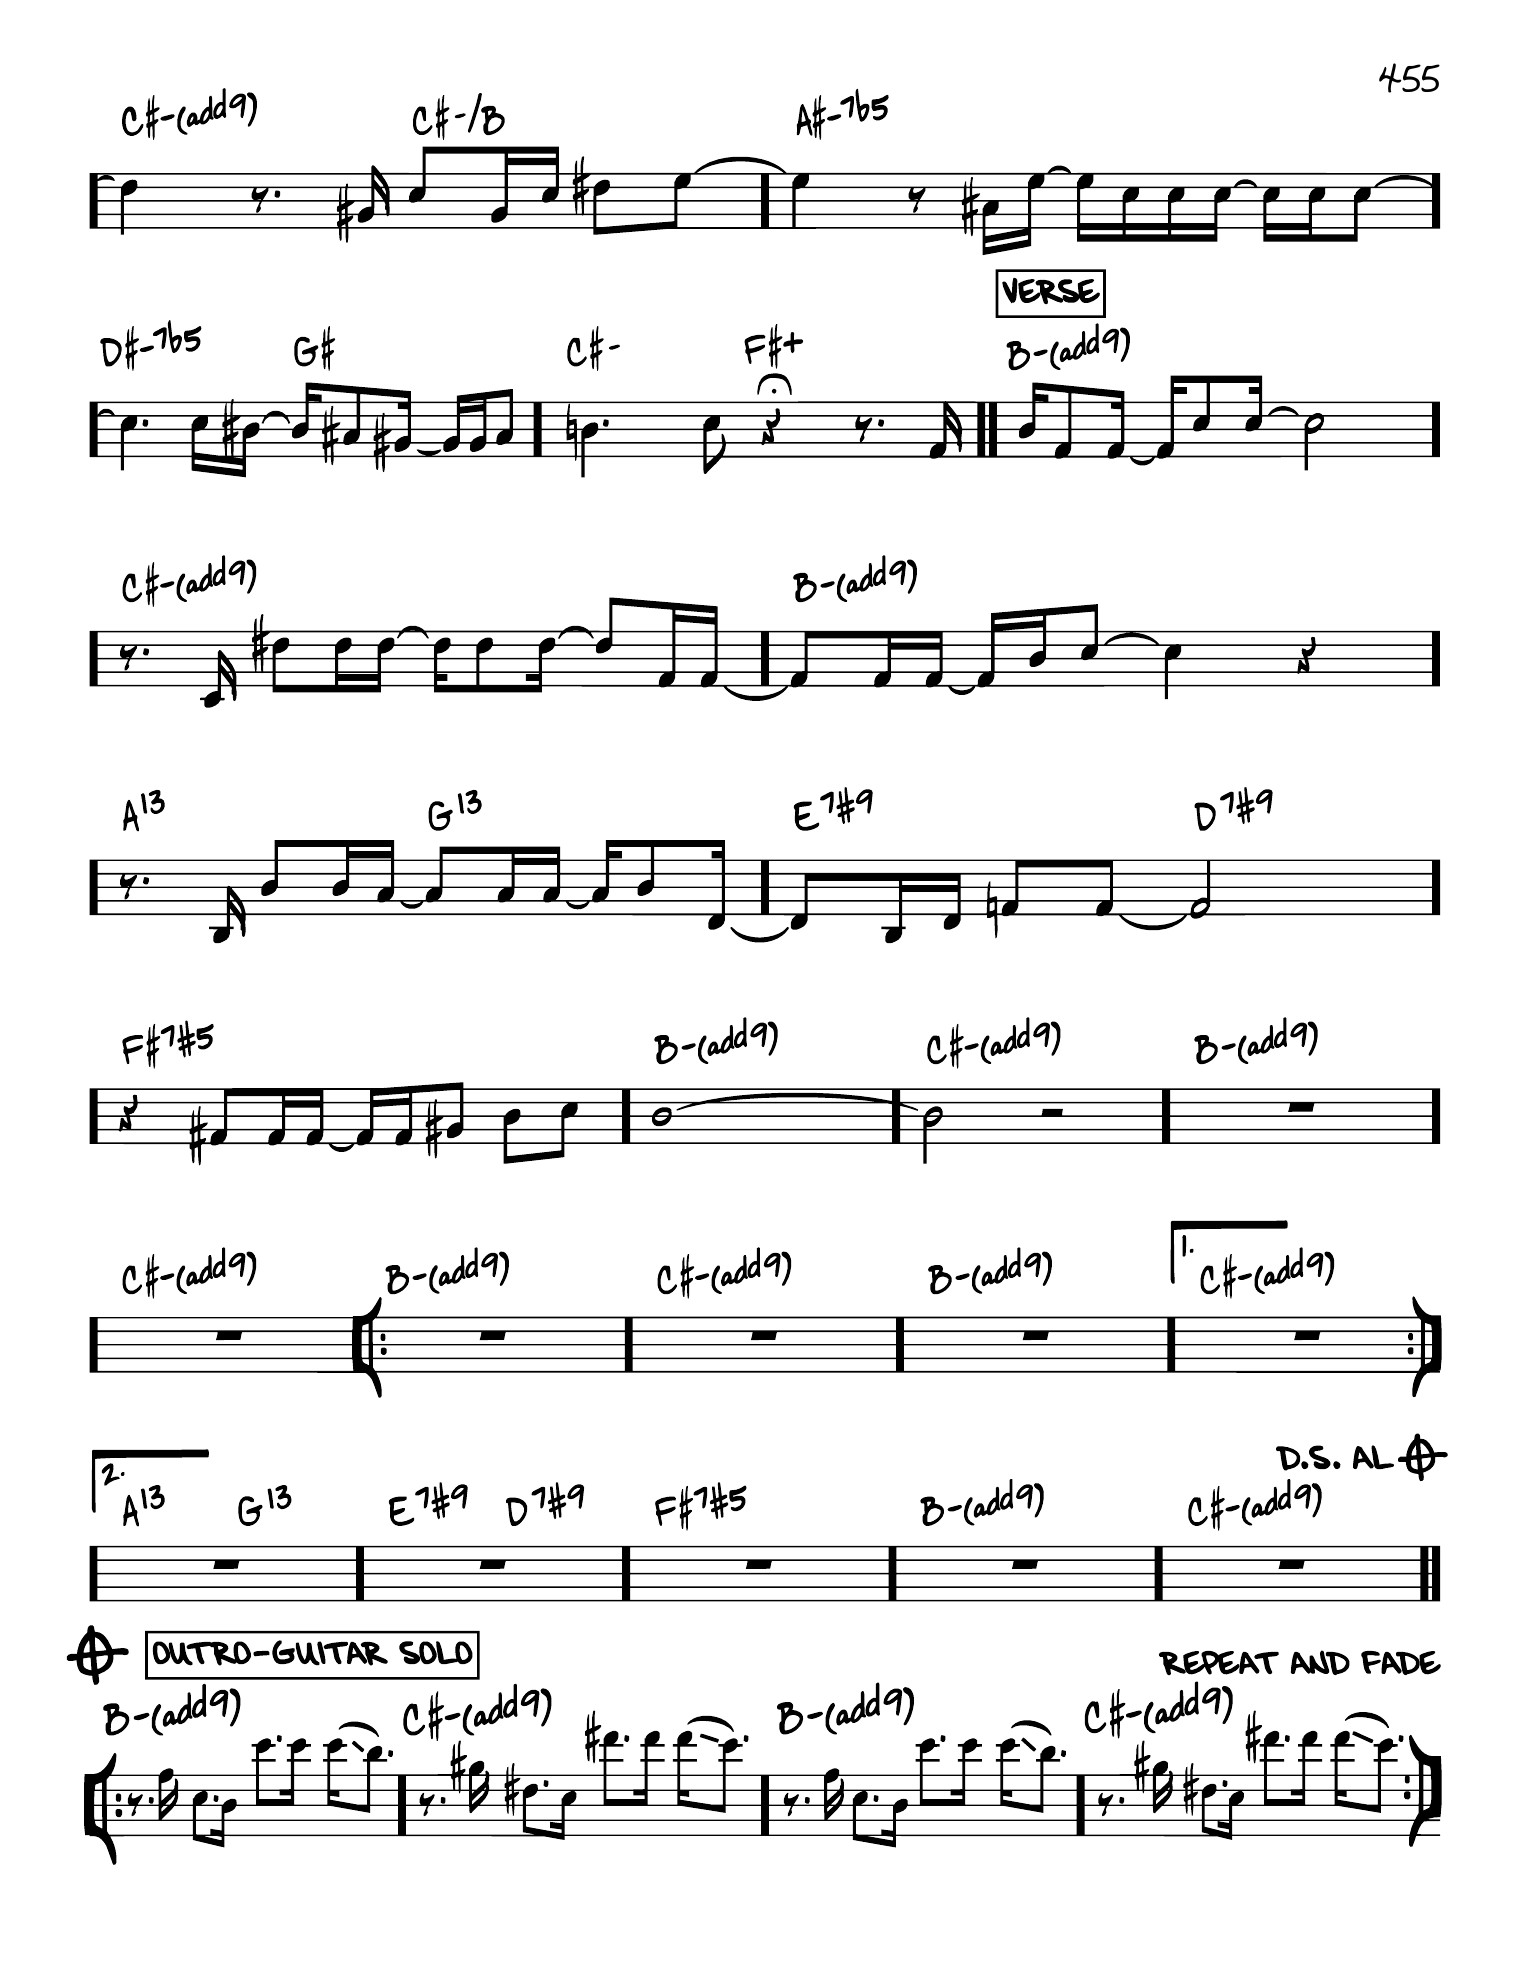 455
C#-(add9) C#-/B A#-7b5
VERSE
D#-7b5 G# C#- F#+ B-(add9)
C#-(add9) B-(add9)
A13 G13 E7#9 D7#9
F#7#5 B-(add9) C#-(add9) B-(add9)
1.
C#-(add9) B-(add9) C#-(add9) B-(add9) C#-(add9)
D.S. AL
2.
A13 G13 E7#9 D7#9 F#7#5 B-(add9) C#-(add9)
OUTRO-GUITAR SOLO REPEAT AND FADE
B-(add9) C#-(add9) B-(add9) C#-(add9)